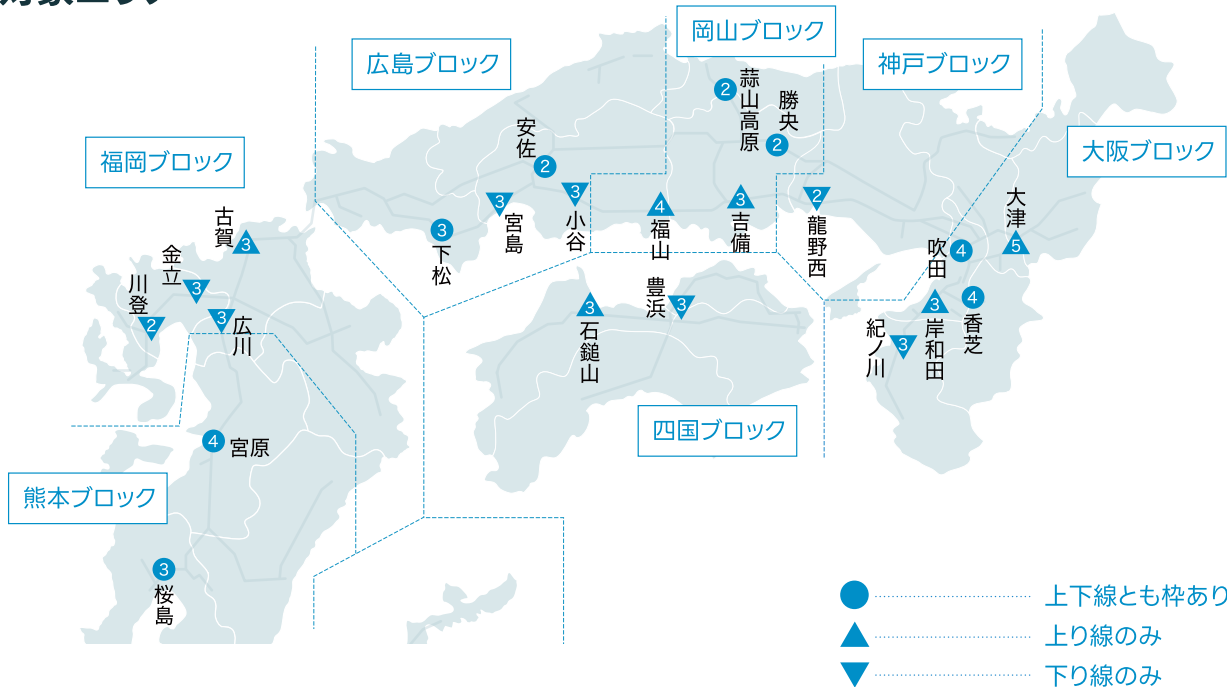 対象エリア
岡山ブロック
広島ブロック
神戸ブロック
大阪ブロック
福岡ブロック
四国ブロック
熊本ブロック
蒜山高原
2
勝央
2
安佐
2
小谷
3
宮島
3
下松
3
福山
4
吉備
3
龍野西
2
大津
5
吹田
4
香芝
4
岸和田
3
紀ノ川
3
古賀
3
金立
3
川登
2
広川
3
石鎚山
3
豊浜
3
宮原
4
桜島
3
上下線とも枠あり
上り線のみ
下り線のみ